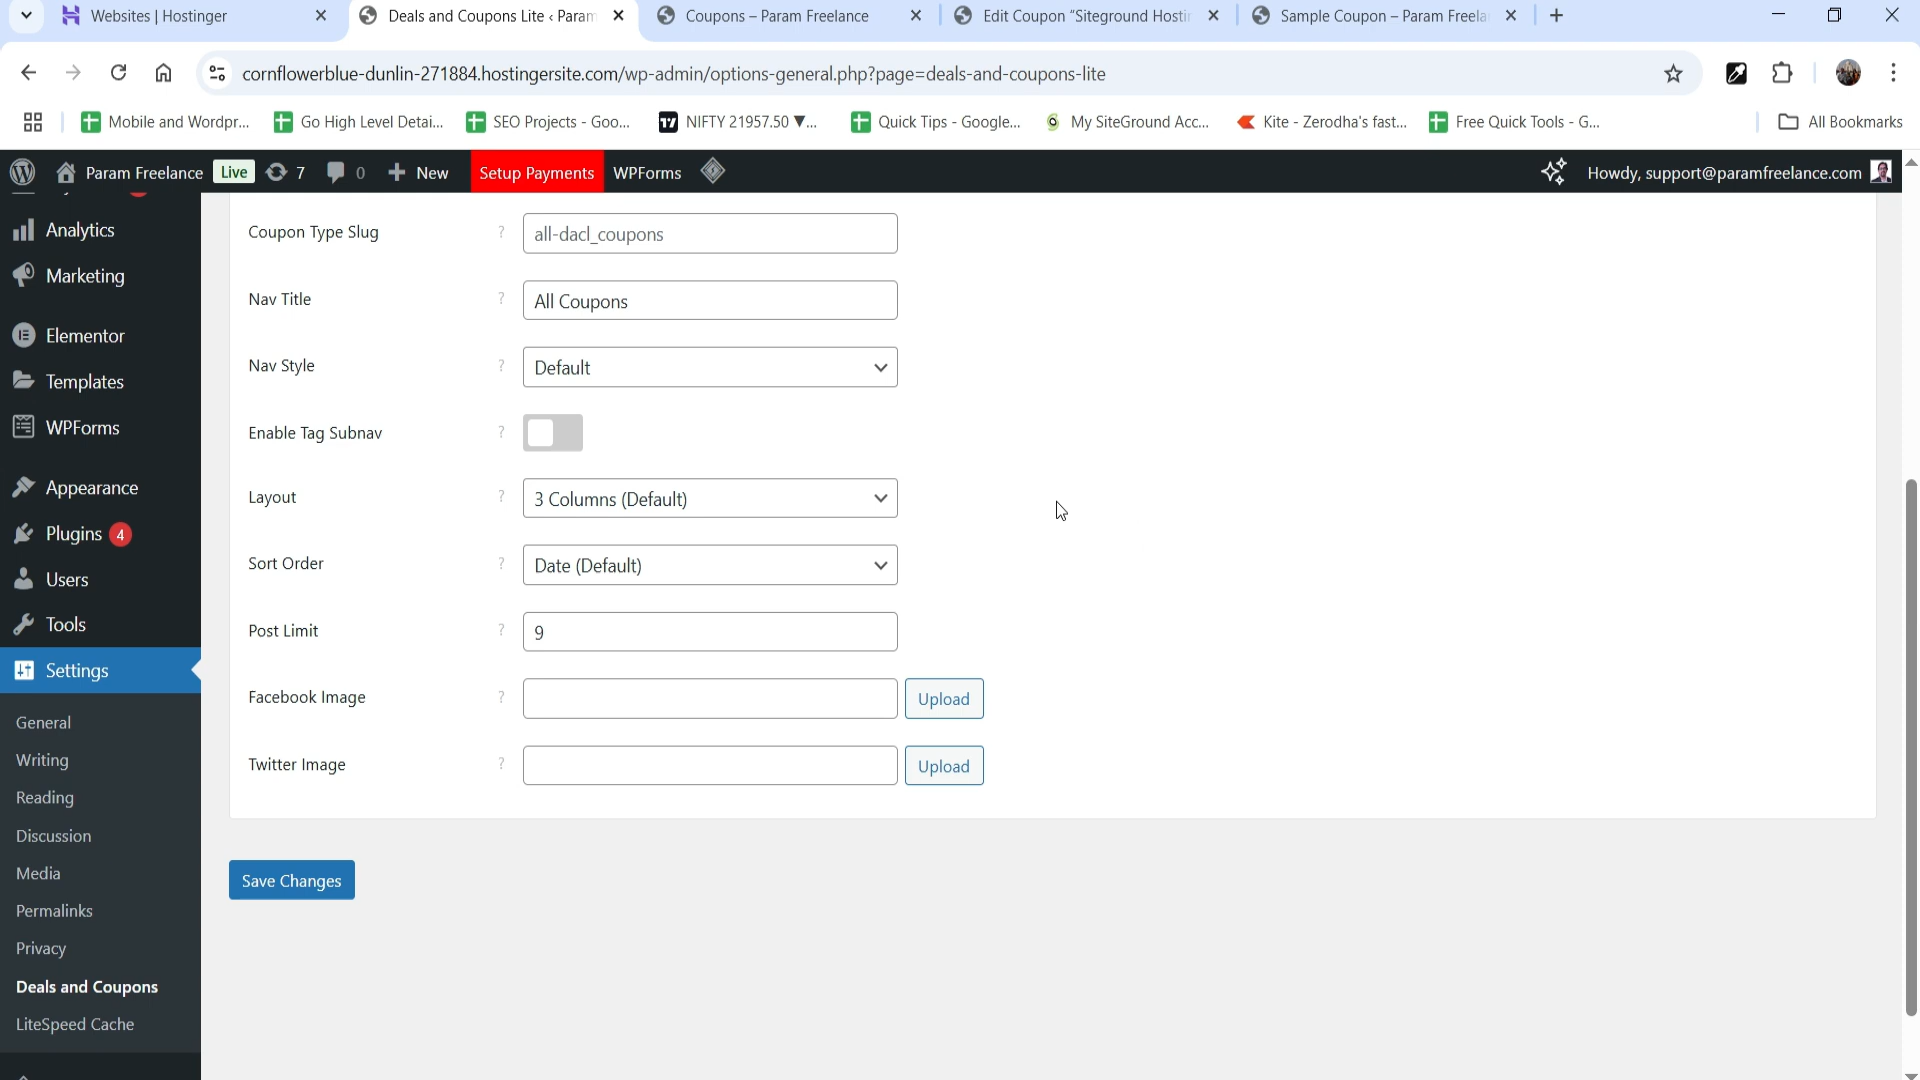 Websites | Hostinger
Deals and Coupons Lite ‹ Param
Coupons – Param Freelance
Edit Coupon "Siteground Hosti
Sample Coupon – Param Freela
cornflowerblue-dunlin-271884.hostingersite.com/wp-admin/options-general.php?page=deals-and-coupons-lite
Mobile and Wordpr...
Go High Level Detai...
SEO Projects - Goo...
NIFTY 21957.50 ▼...
Quick Tips - Google...
My SiteGround Acc...
Kite - Zerodha's fast...
Free Quick Tools - G...
All Bookmarks
Param Freelance Live 7 0 + New Setup Payments WPForms
Howdy, support@paramfreelance.com
Analytics
Marketing
Elementor
Templates
WPForms
Appearance
Plugins 4
Users
Tools
Settings
General
Writing
Reading
Discussion
Media
Permalinks
Privacy
Deals and Coupons
LiteSpeed Cache
Coupon Type Slug ? all-dacl_coupons
Nav Title ? All Coupons
Nav Style ? Default
Enable Tag Subnav ?
Layout ? 3 Columns (Default)
Sort Order ? Date (Default)
Post Limit ? 9
Facebook Image ? Upload
Twitter Image ? Upload
Save Changes